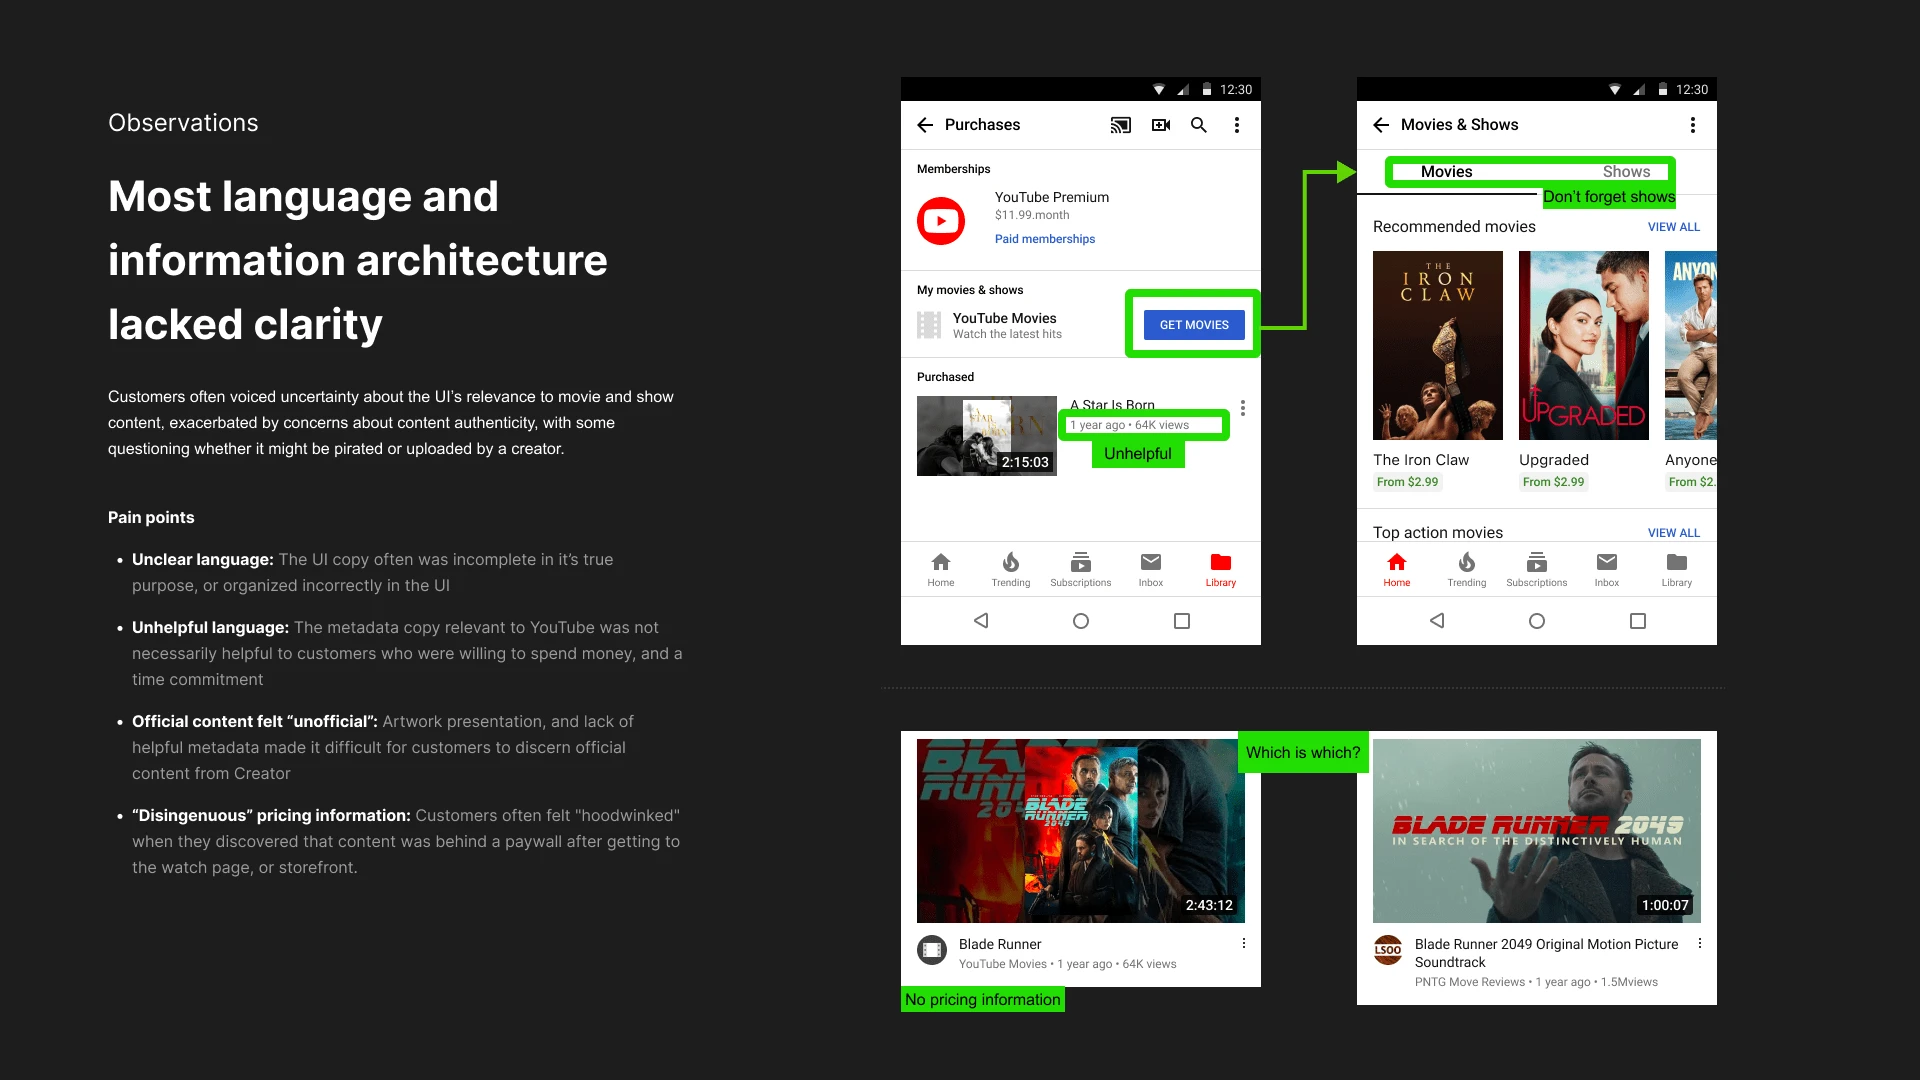 Observations
Most language and
information architecture
lacked clarity
Customers often voiced uncertainty about the UI's relevance to movie and show
content, exacerbated by concerns about content authenticity, with some
questioning whether it might be pirated or uploaded by a creator.
Pain points
• Unclear language: The UI copy often was incomplete in it's true
purpose, or organized incorrectly in the UI
• Unhelpful language: The metadata copy relevant to YouTube was not
necessarily helpful to customers who were willing to spend money, and a
time commitment
• Official content felt “unofficial”: Artwork presentation, and lack of
helpful metadata made it difficult for customers to discern official
content from Creator
• “Disingenuous” pricing information: Customers often felt "hoodwinked"
when they discovered that content was behind a paywall after getting to
the watch page, or storefront.
12:30
Purchases
Memberships
YouTube Premium
$11.99.month
Paid memberships
My movies & shows
YouTube Movies
Watch the latest hits
GET MOVIES
Purchased
A Star Is Born
1 year ago • 64K views
Unhelpful
A STAR IS BORN
2:15:03
Home Trending Subscriptions Inbox Library
12:30
Movies & Shows
Movies Shows
Don't forget shows
Recommended movies VIEW ALL
THE
IRON
CLAW
UPGRADED
ANYON
The Iron Claw Upgraded Anyone
From $2.99 From $2.99 From $2.
Top action movies VIEW ALL
Home Trending Subscriptions Inbox Library
Which is which?
BLADE
RUNN
204
BLADE
RUNNER
2049
2:43:12
Blade Runner
YouTube Movies • 1 year ago • 64K views
No pricing information
BLADE RUNNER 2049
IN SEARCH OF THE DISTINCTIVELY HUMAN
1:00:07
LSOO
Blade Runner 2049 Original Motion Picture
Soundtrack
PNTG Move Reviews • 1 year ago • 1.5Mviews